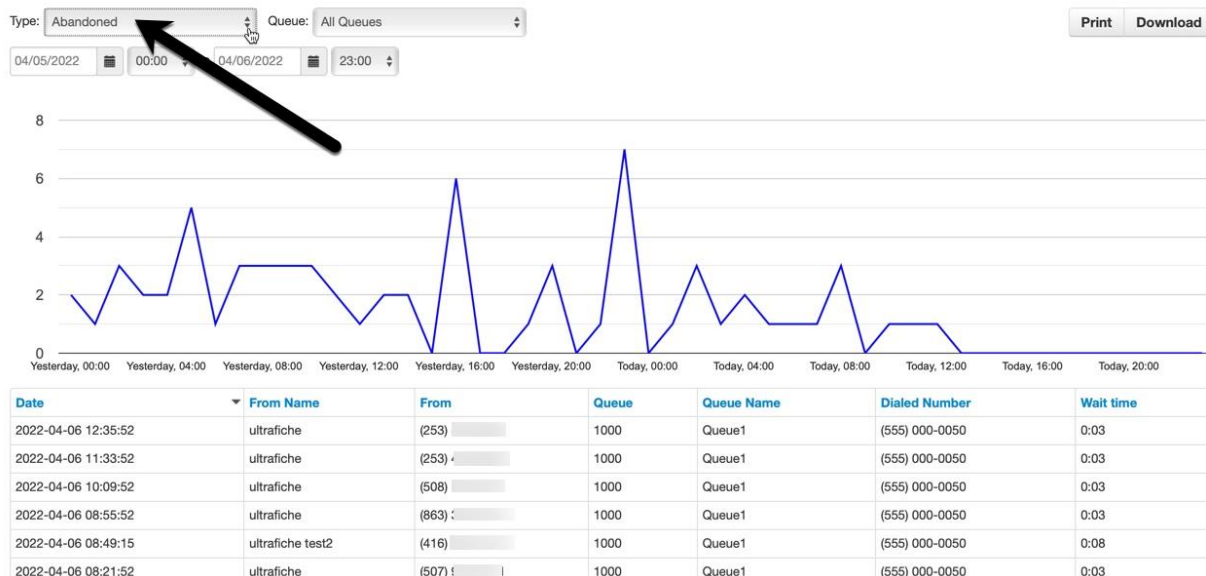 Type: Abandoned Queue: All Queues Print Download
04/05/2022 00:00 04/06/2022 23:00
8
6
4
2
0
Yesterday, 00:00 Yesterday, 04:00 Yesterday, 08:00 Yesterday, 12:00 Yesterday, 16:00 Yesterday, 20:00 Today, 00:00 Today, 04:00 Today, 08:00 Today, 12:00 Today, 16:00 Today, 20:00
Date From Name From Queue Queue Name Dialed Number Wait time
2022-04-06 12:35:52 ultrafiche (253) 1000 Queue1 (555) 000-0050 0:03
2022-04-06 11:33:52 ultrafiche (253) 1000 Queue1 (555) 000-0050 0:03
2022-04-06 10:09:52 ultrafiche (508) 1000 Queue1 (555) 000-0050 0:03
2022-04-06 08:55:52 ultrafiche (863) 1000 Queue1 (555) 000-0050 0:03
2022-04-06 08:49:15 ultrafiche test2 (416) 1000 Queue1 (555) 000-0050 0:08
2022-04-06 08:21:52 ultrafiche (507) 1000 Queue1 (555) 000-0050 0:03